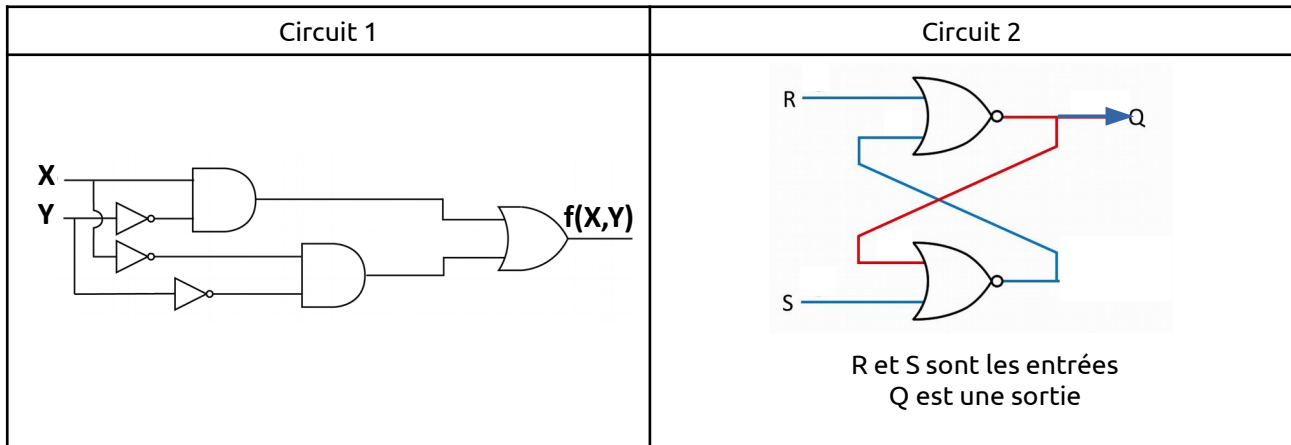 Circuit 1
Circuit 2
X
Y
f(X,Y)
R
Q
S
R et S sont les entrées
Q est une sortie